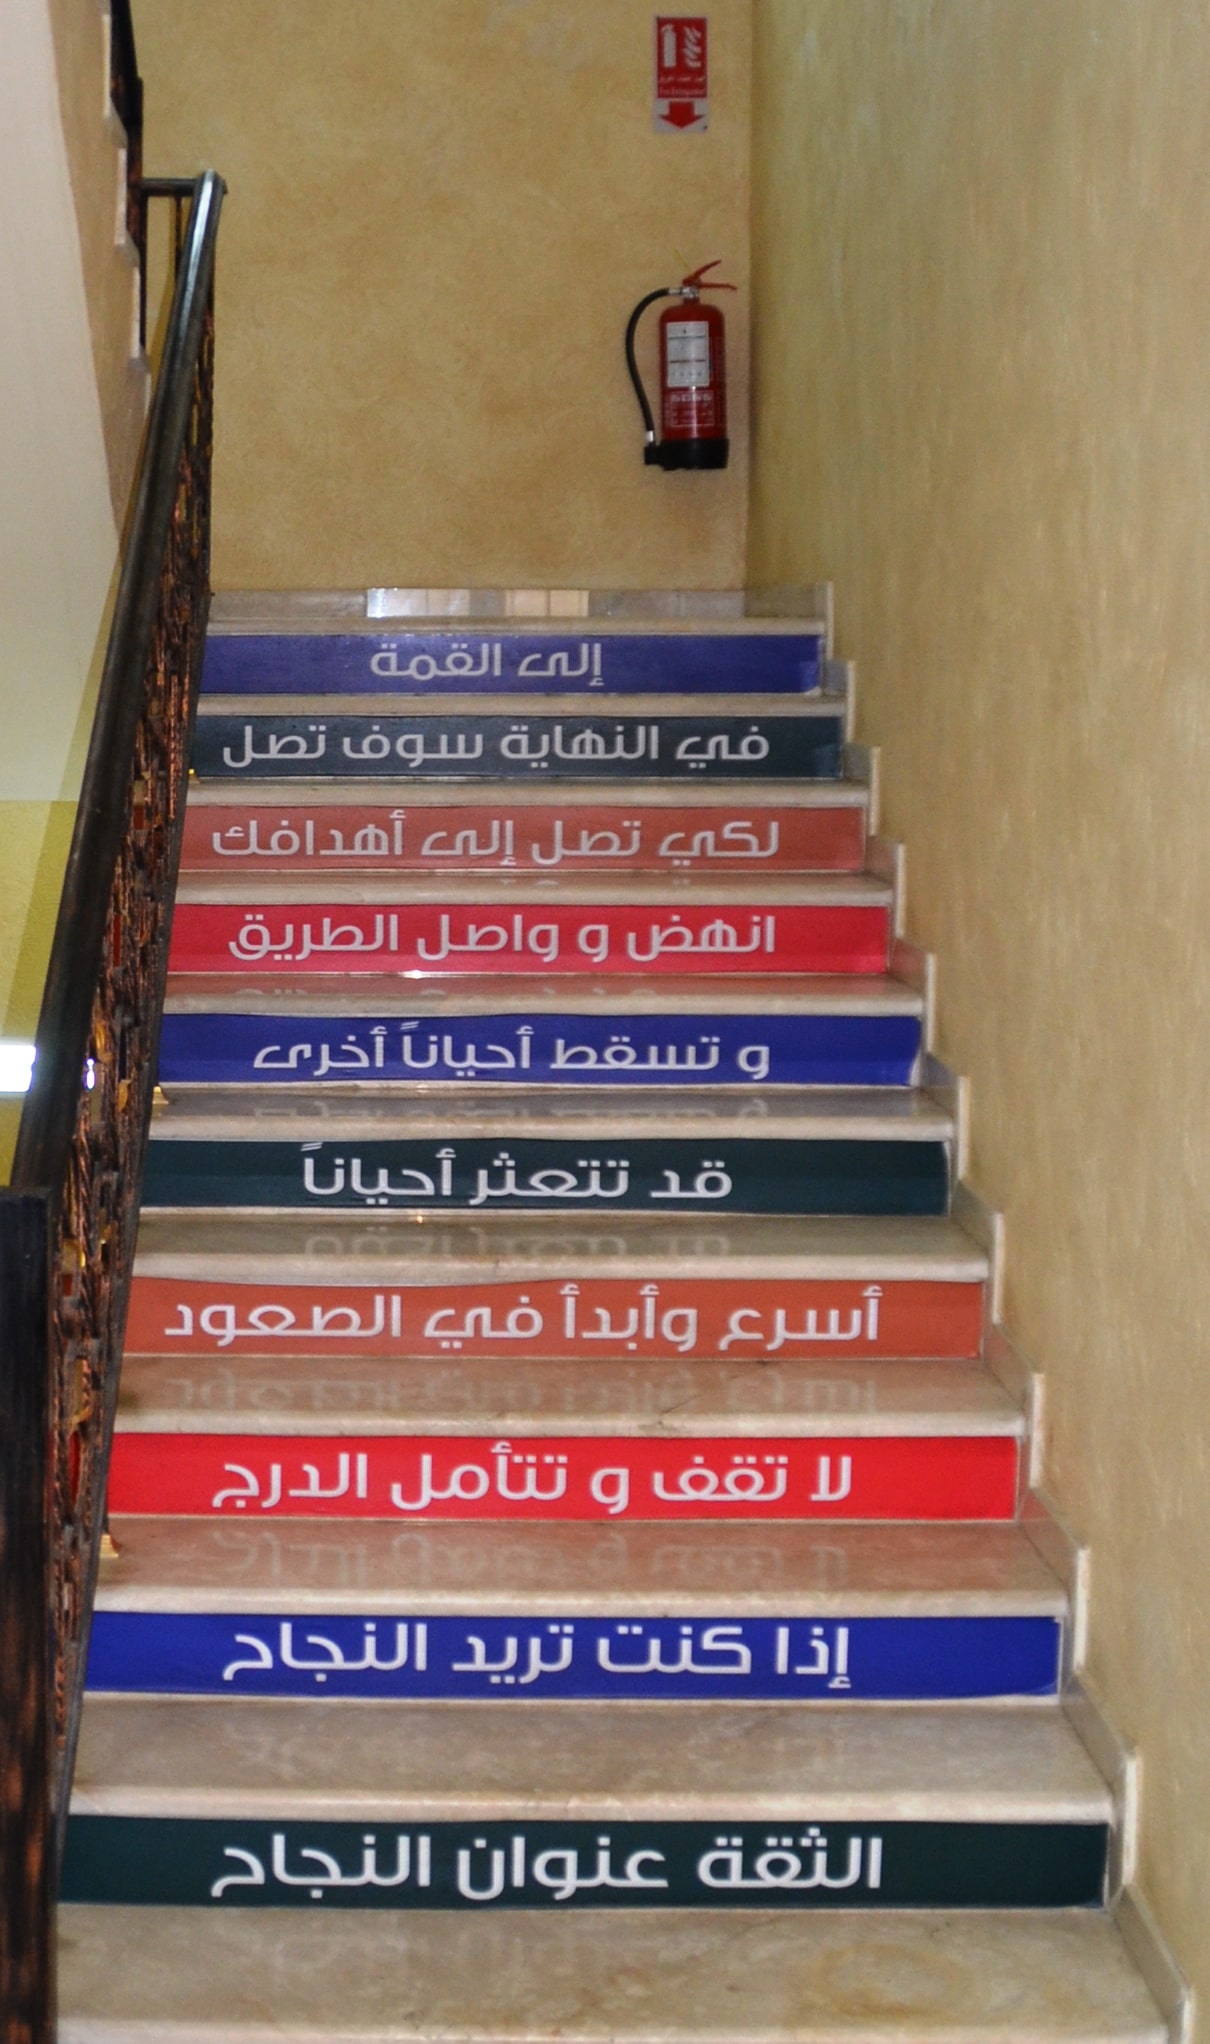 إلى القمة
في النهاية سوف تصل
لكي تصل إلى أهدافك
انهض و واصل الطريق
و تسقط أحياناً أخرى
قد تتعثر أحياناً
أسرع وأبدأ في الصعود
لا تقف و تتأمل الدرج
إذا كنت تريد النجاح
الثقة عنوان النجاح